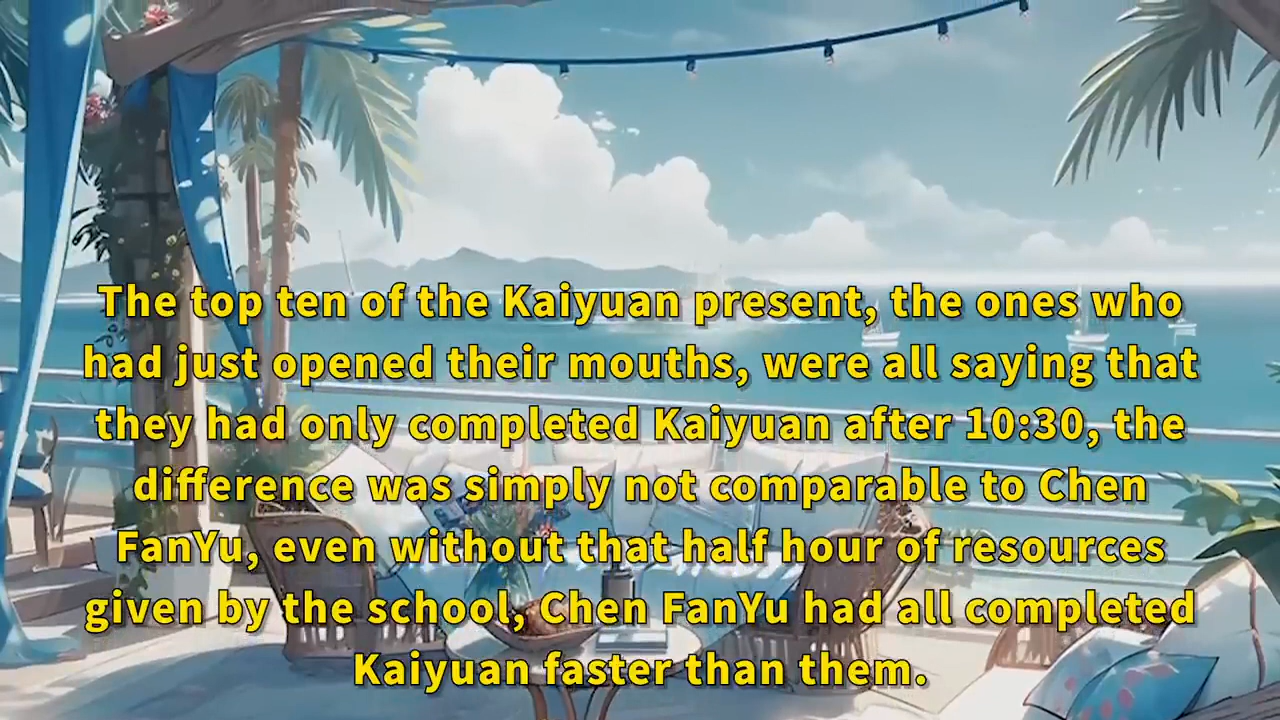 The top ten of the Kaiyuan present, the ones who
had just opened their mouths, were all saying that
they had only completed Kaiyuan after 10:30, the
difference was simply not comparable to Chen
FanYu, even without that half hour of resources
given by the school, Chen FanYu had all completed
Kaiyuan faster than them.